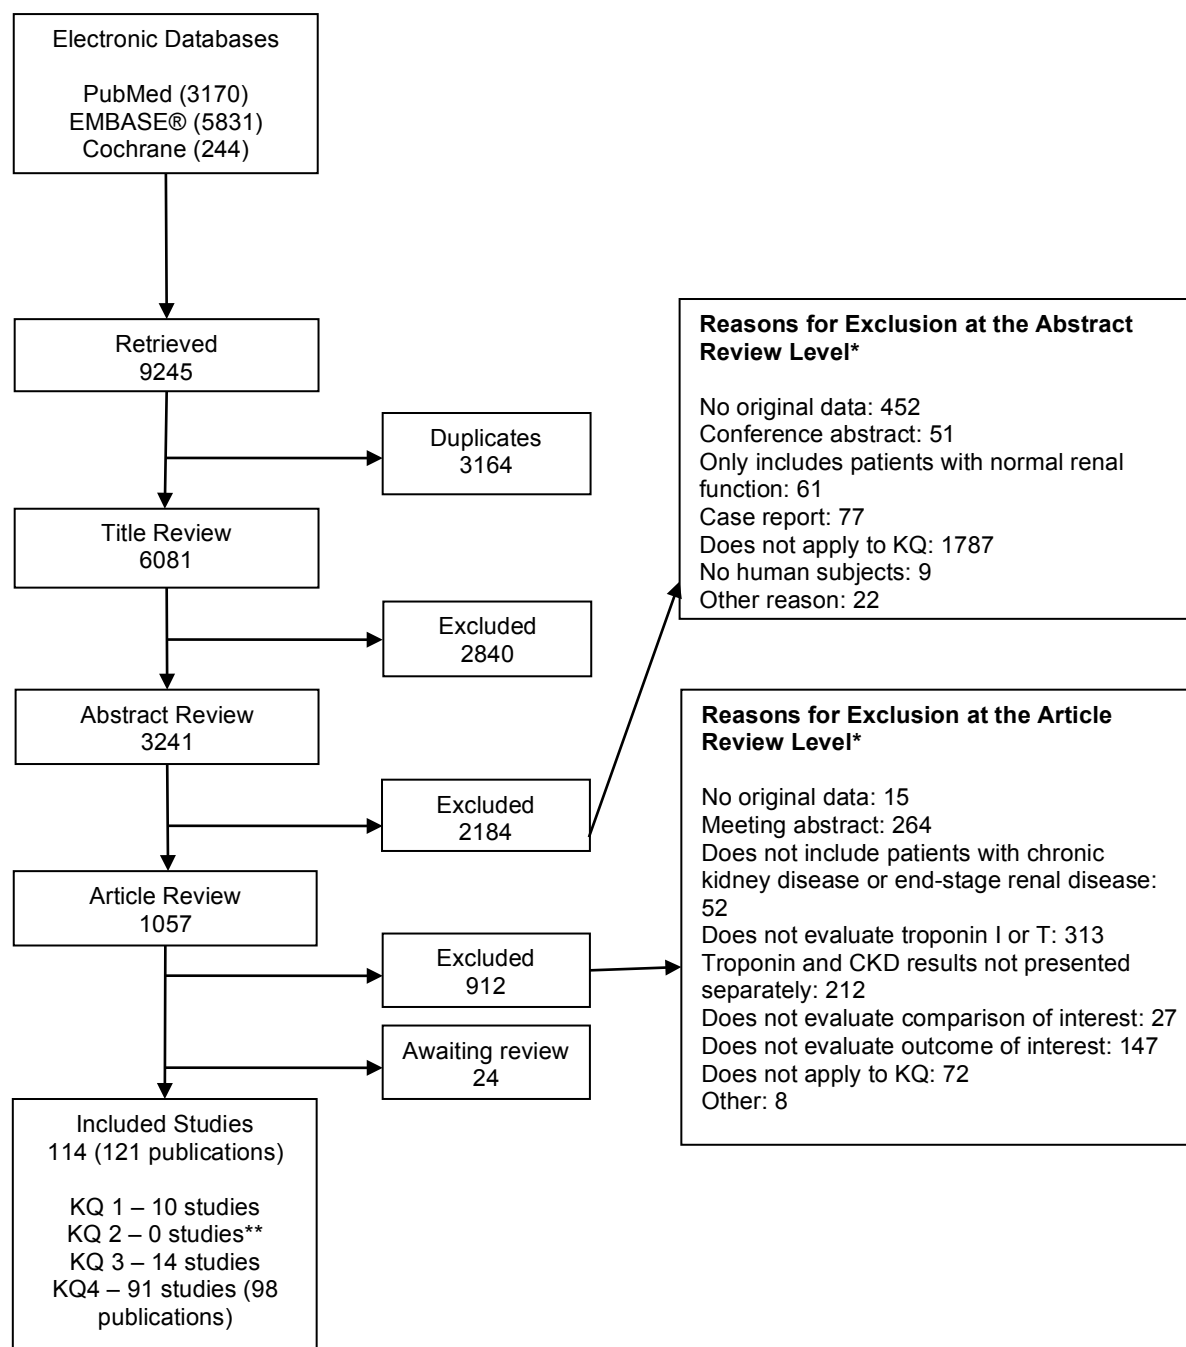 Electronic Databases
PubMed (3170)
EMBASE® (5831)
Cochrane (244)
Retrieved
9245
Duplicates
3164
Title Review
6081
Excluded
2840
Abstract Review
3241
Excluded
2184
Reasons for Exclusion at the Abstract
Review Level*
No original data: 452
Conference abstract: 51
Only includes patients with normal renal
function: 61
Case report: 77
Does not apply to KQ: 1787
No human subjects: 9
Other reason: 22
Article Review
1057
Excluded
912
Reasons for Exclusion at the Article
Review Level*
No original data: 15
Meeting abstract: 264
Does not include patients with chronic
kidney disease or end-stage renal disease:
52
Does not evaluate troponin I or T: 313
Troponin and CKD results not presented
separately: 212
Does not evaluate comparison of interest: 27
Does not evaluate outcome of interest: 147
Does not apply to KQ: 72
Other: 8
Awaiting review
24
Included Studies
114 (121 publications)
KQ 1 – 10 studies
KQ 2 – 0 studies**
KQ 3 – 14 studies
KQ4 – 91 studies (98
publications)